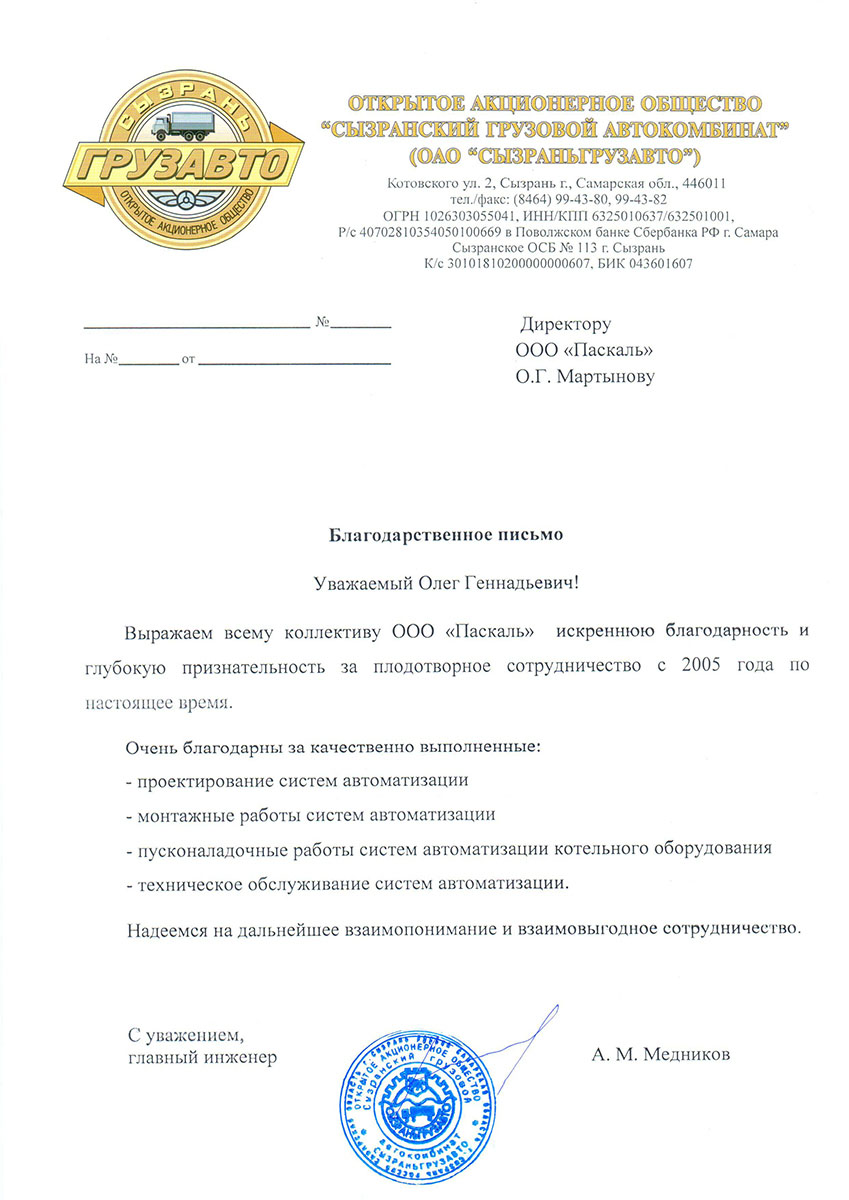 СЫЗРАНЬ
ГРУЗАВТО
ОТКРЫТОЕ АКЦИОНЕРНОЕ ОБЩЕСТВО
ОТКРЫТОЕ АКЦИОНЕРНОЕ ОБЩЕСТВО
“СЫЗРАНСКИЙ ГРУЗОВОЙ АВТОКОМБИНАТ”
(ОАО “СЫЗРАНЬГРУЗАВТО”)
Котовского ул. 2, Сызрань г., Самарская обл., 446011
тел./факс: (8464) 99-43-80, 99-43-82
ОГРН 1026303055041, ИНН/КПП 6325010637/632501001,
Р/с 40702810354050100669 в Поволжском банке Сбербанка РФ г. Самара
Сызранское ОСБ № 113 г. Сызрань
К/с 30101810200000000607, БИК 043601607
№
На № от
Директору
ООО «Паскаль»
О.Г. Мартынову
Благодарственное письмо
Уважаемый Олег Геннадьевич!
Выражаем всему коллективу ООО «Паскаль» искреннюю благодарность и
глубокую признательность за плодотворное сотрудничество с 2005 года по
настоящее время.
Очень благодарны за качественно выполненные:
- проектирование систем автоматизации
- монтажные работы систем автоматизации
- пусконаладочные работы систем автоматизации котельного оборудования
- техническое обслуживание систем автоматизации.
Надеемся на дальнейшее взаимопонимание и взаимовыгодное сотрудничество.
С уважением,
главный инженер
А. М. Медников
ОТКРЫТОЕ АКЦИОНЕРНОЕ ОБЩЕСТВО
Сызранский грузовой
СЫЗРАНЬГРУЗАВТО
автокомбинат
СЫЗРАНЬГРУЗАВТО